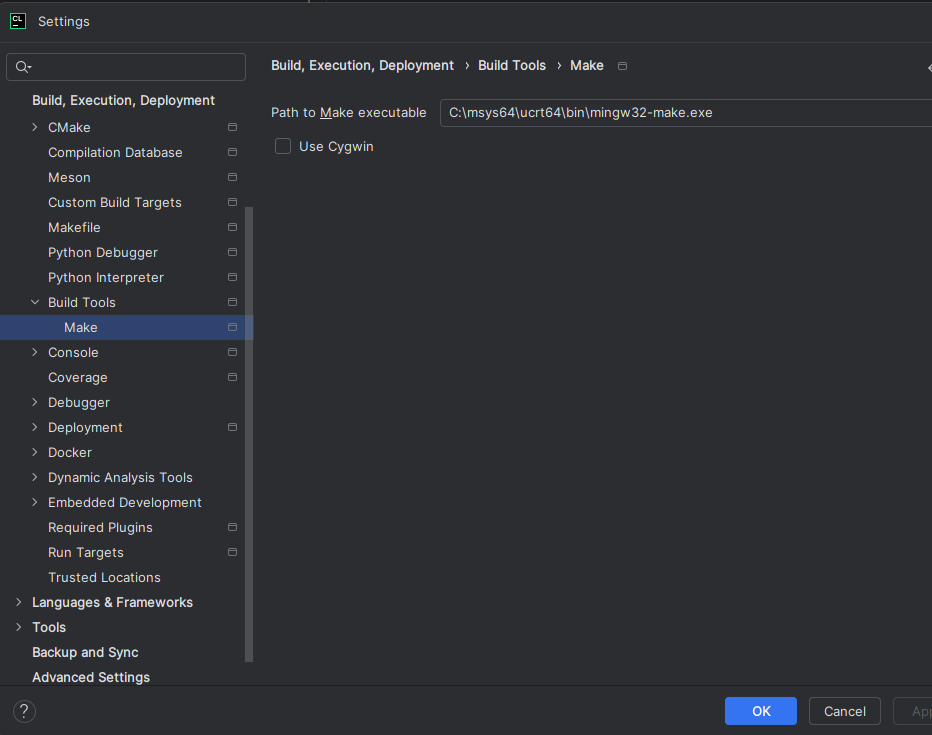 CL
Settings
Build, Execution, Deployment
CMake
Compilation Database
Meson
Custom Build Targets
Makefile
Python Debugger
Python Interpreter
Build Tools
Make
Console
Coverage
Debugger
Deployment
Docker
Dynamic Analysis Tools
Embedded Development
Required Plugins
Run Targets
Trusted Locations
Languages & Frameworks
Tools
Backup and Sync
Advanced Settings
Build, Execution, Deployment › Build Tools › Make
Path to Make executable C:\msys64\ucrt64\bin\mingw32-make.exe
Use Cygwin
?
OK Cancel App